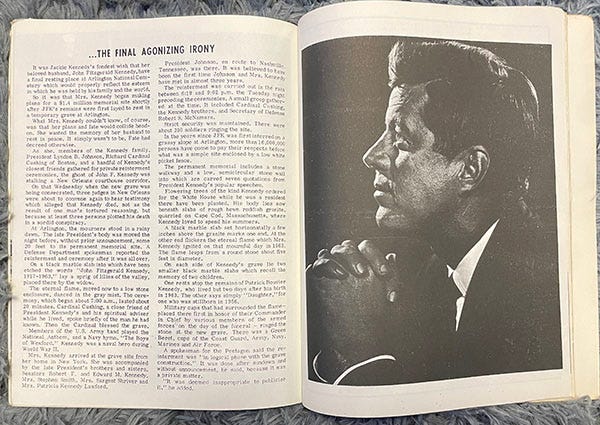 ...THE FINAL AGONIZING IRONY
It was Jackie Kennedy's fondest wish that her
beloved husband, John Fitzgerald Kennedy, have
a final resting place at Arlington National Cem-
etery which would properly reflect the esteem
in which he was held by his family and the world.
So it was that Mrs. Kennedy began making
plans for a $1.4 million memorial site shortly
after JFK's remains were first layed to rest in
a temporary grave at Arlington.
What Mrs. Kennedy couldn't know, of course,
was that her plans and fate would collide head-
on. She wanted the memory of her husband to
rest in peace. It simply wasn't to be. Fate had
decreed otherwise.
As she, members of the Kennedy family,
President Lyndon B. Johnson, Richard Cardinal
Cushing of Boston, and a handful of Kennedy's
closest friends gathered for private reinterment
ceremonies, the ghost of John F. Kennedy was
stalking a New Orleans courthouse corridor.
On that Wednesday when the new grave was
being consecrated, three judges in New Orleans
were about to convene again to hear testimony
which alleged that Kennedy died, not as the
result of one man's tortured reasoning, but
because at least three persons plotted his death
in a sordid conspiracy.
At Arlington, the mourners stood in a rainy
dawn. The late President's body was moved the
night before, without prior announcement, some
20 feet to its permanent memorial site. A
Defense Department spokesman reported the
reinterment and ceremony after it was all over.
On a black marble slab into which have been
etched the words "John Fitzgerald Kennedy,
1917-1963," lay a sprig of lilies of the valley,
placed there by the widow.
The eternal flame, moved now to a low stone
enclosure, danced in the gray mist. The cere-
mony, which began about 7:00 a.m., lasted about
20 minutes. Cardinal Cushing, a close friend of
President Kennedy's and his spiritual adviser
while he lived, spoke briefly of the man he had
known. Then the Cardinal blessed the grave.
Members of the U.S. Army band played the
National Anthem, and a Navy hymn, "The Boys
of Wexford." Kennedy was a naval hero during
World War II.
Mrs. Kennedy arrived at the grave site from
her home in New York. She was accompanied
by the late President's brothers and sisters,
Senators Robert F. and Edward M. Kennedy,
Mrs. Stephen Smith, Mrs. Sargent Shriver and
Mrs. Patricia Kennedy Lawford.
President Johnson, en route to Nashville,
Tennessee, was there. It was believed to have
been the first time Johnson and Mrs. Kennedy
have met in almost three years.
The reinterment was carried out in the rain
between 6:19 and 9:02 p.m. the Tuesday night
preceding the ceremonies. A small group gather-
ed at the time. It included Cardinal Cushing,
the Kennedy brothers, and Secretary of Defense
Robert S. McNamara.
Strict security was maintained. There were
about 300 soldiers ringing the site.
In the years since JFK was first interred on a
grassy slope at Arlington, more than 16,000,000
persons have come to pay their respects before
what was a simple site enclosed by a low white
picket fence.
The permanent memorial includes a stone
walkway and a low, semicircular stone wall
into which are carved seven quotations from
President Kennedy's popular speeches.
Flowering trees of the kind Kennedy ordered
for the White House while he was a resident
there have been planted. His body lies now
beneath slabs of rough hewn reddish granite,
quarried on Cape Cod, Massachusetts, where
Kennedy loved to spend his summers.
A black marble slab set horizontally a few
inches above the granite marks one end. At the
other end flickers the eternal flame which Mrs.
Kennedy ignited on that mournful day in 1963.
The flame leaps from a round stone about five
feet in diameter.
On each side of Kennedy's grave lie two
smaller black marble slabs which recall the
memory of two children.
One rests atop the remains of Patrick Bouvier
Kennedy, who lived but two days after his birth
in 1963. The other says simply "Daughter," for
one who was stillborn in 1956.
Military caps that had surrounded the flame--
placed there first in honor of their Commander
in Chief by various members of the armed
forces on the day of the funeral - ringed the
stone at the new grave. There was a Green
Beret, caps of the Coast Guard, Army, Navy,
Marines and Air Force.
A spokesman for the Pentagon said the re-
interment was "in logical phase with the grave
construction." It was done after sundown and
without announcement, he said, because it was
a private matter.
"It was deemed inappropriate to publicize
it," he added.